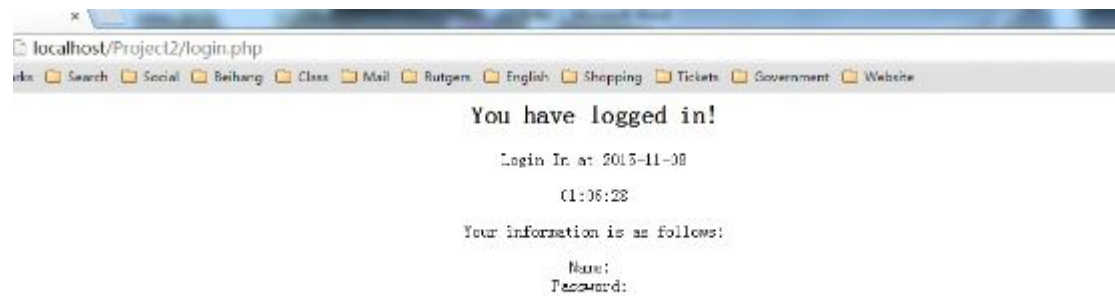 localhost/Project2/login.php
Search Social Beihang Class Mail Rutgers English Shopping Tickets Government Website
You have logged in!
Login In at 2015-11-08
01:06:28
Your information is as follows:
Name:
Password: